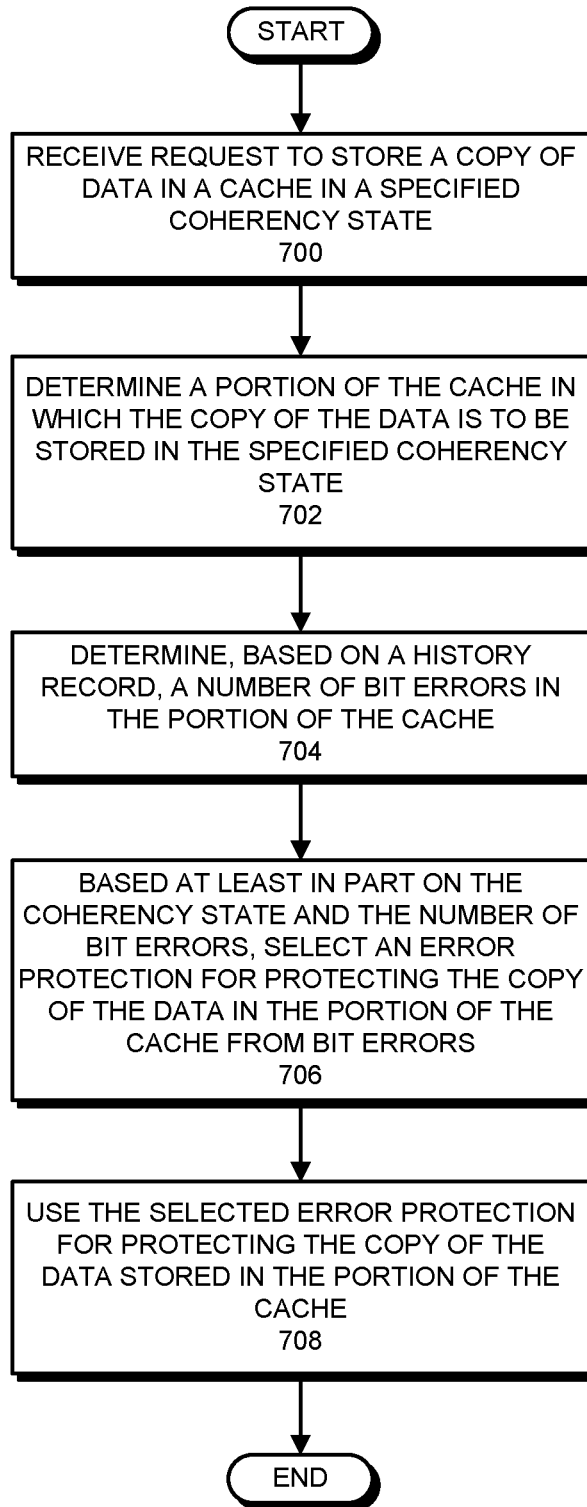 START
RECEIVE REQUEST TO STORE A COPY OF
DATA IN A CACHE IN A SPECIFIED
COHERENCY STATE
700
DETERMINE A PORTION OF THE CACHE IN
WHICH THE COPY OF THE DATA IS TO BE
STORED IN THE SPECIFIED COHERENCY
STATE
702
DETERMINE, BASED ON A HISTORY
RECORD, A NUMBER OF BIT ERRORS IN
THE PORTION OF THE CACHE
704
BASED AT LEAST IN PART ON THE
COHERENCY STATE AND THE NUMBER OF
BIT ERRORS, SELECT AN ERROR
PROTECTION FOR PROTECTING THE COPY
OF THE DATA IN THE PORTION OF THE
CACHE FROM BIT ERRORS
706
USE THE SELECTED ERROR PROTECTION
FOR PROTECTING THE COPY OF THE
DATA STORED IN THE PORTION OF THE
CACHE
708
END